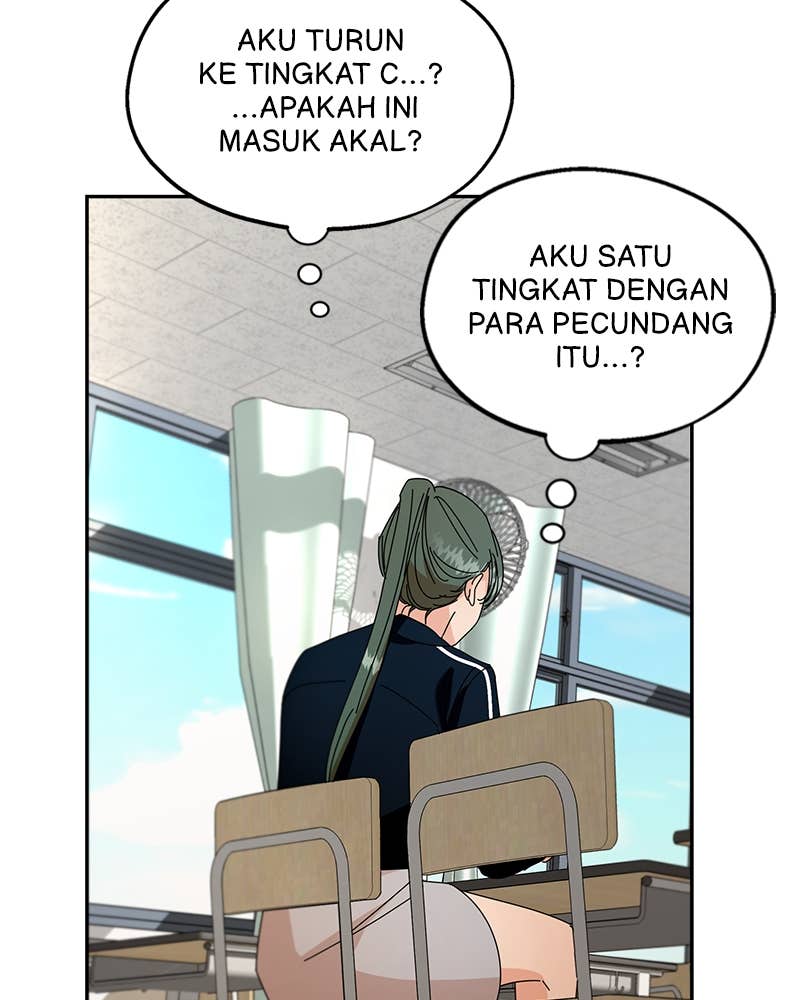 AKU TURUN
KE TINGKAT C...?
...APAKAH INI
MASUK AKAL?
AKU SATU
TINGKAT DENGAN
PARA PECUNDANG
ITU...?